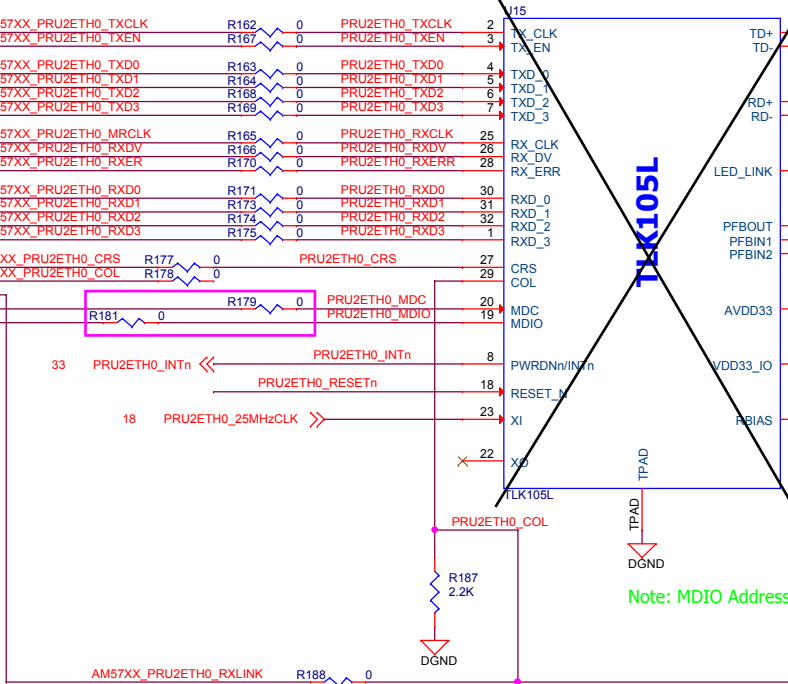 U15
57XX_PRU2ETH0_TXCLK R162 0 PRU2ETH0_TXCLK 2 TX_CLK TD+
57XX_PRU2ETH0_TXEN R167 0 PRU2ETH0_TXEN 3 TX_EN TD-
57XX_PRU2ETH0_TXD0 R163 0 PRU2ETH0_TXD0 4 TXD_0
57XX_PRU2ETH0_TXD1 R164 0 PRU2ETH0_TXD1 5 TXD_1
57XX_PRU2ETH0_TXD2 R168 0 PRU2ETH0_TXD2 6 TXD_2 RD+
57XX_PRU2ETH0_TXD3 R169 0 PRU2ETH0_TXD3 7 TXD_3 RD-
57XX_PRU2ETH0_MRCLK R165 0 PRU2ETH0_RXCLK 25 RX_CLK
57XX_PRU2ETH0_RXDV R166 0 PRU2ETH0_RXDV 26 RX_DV
57XX_PRU2ETH0_RXER R170 0 PRU2ETH0_RXERR 28 RX_ERR LED_LINK
57XX_PRU2ETH0_RXD0 R171 0 PRU2ETH0_RXD0 30 RXD_0
57XX_PRU2ETH0_RXD1 R173 0 PRU2ETH0_RXD1 31 RXD_1
57XX_PRU2ETH0_RXD2 R174 0 PRU2ETH0_RXD2 32 RXD_2 PFBOUT
57XX_PRU2ETH0_RXD3 R175 0 PRU2ETH0_RXD3 1 RXD_3 PFBIN1
PFBIN2
TLK105L
XX_PRU2ETH0_CRS R177 0 PRU2ETH0_CRS 27 CRS
XX_PRU2ETH0_COL R178 0 29 COL
R179 0 PRU2ETH0_MDC 20 MDC AVDD33
R181 0 PRU2ETH0_MDIO 19 MDIO
33 PRU2ETH0_INTn PRU2ETH0_INTn 8 PWRDNn/INTn VDD33_IO
PRU2ETH0_RESETn 18 RESET_N
18 PRU2ETH0_25MHzCLK 23 XI RBIAS
22 XO
TPAD
TLK105L
TPAD
PRU2ETH0_COL
DGND
R187
2.2K
Note: MDIO Address
DGND
AM57XX_PRU2ETH0_RXLINK R188 0